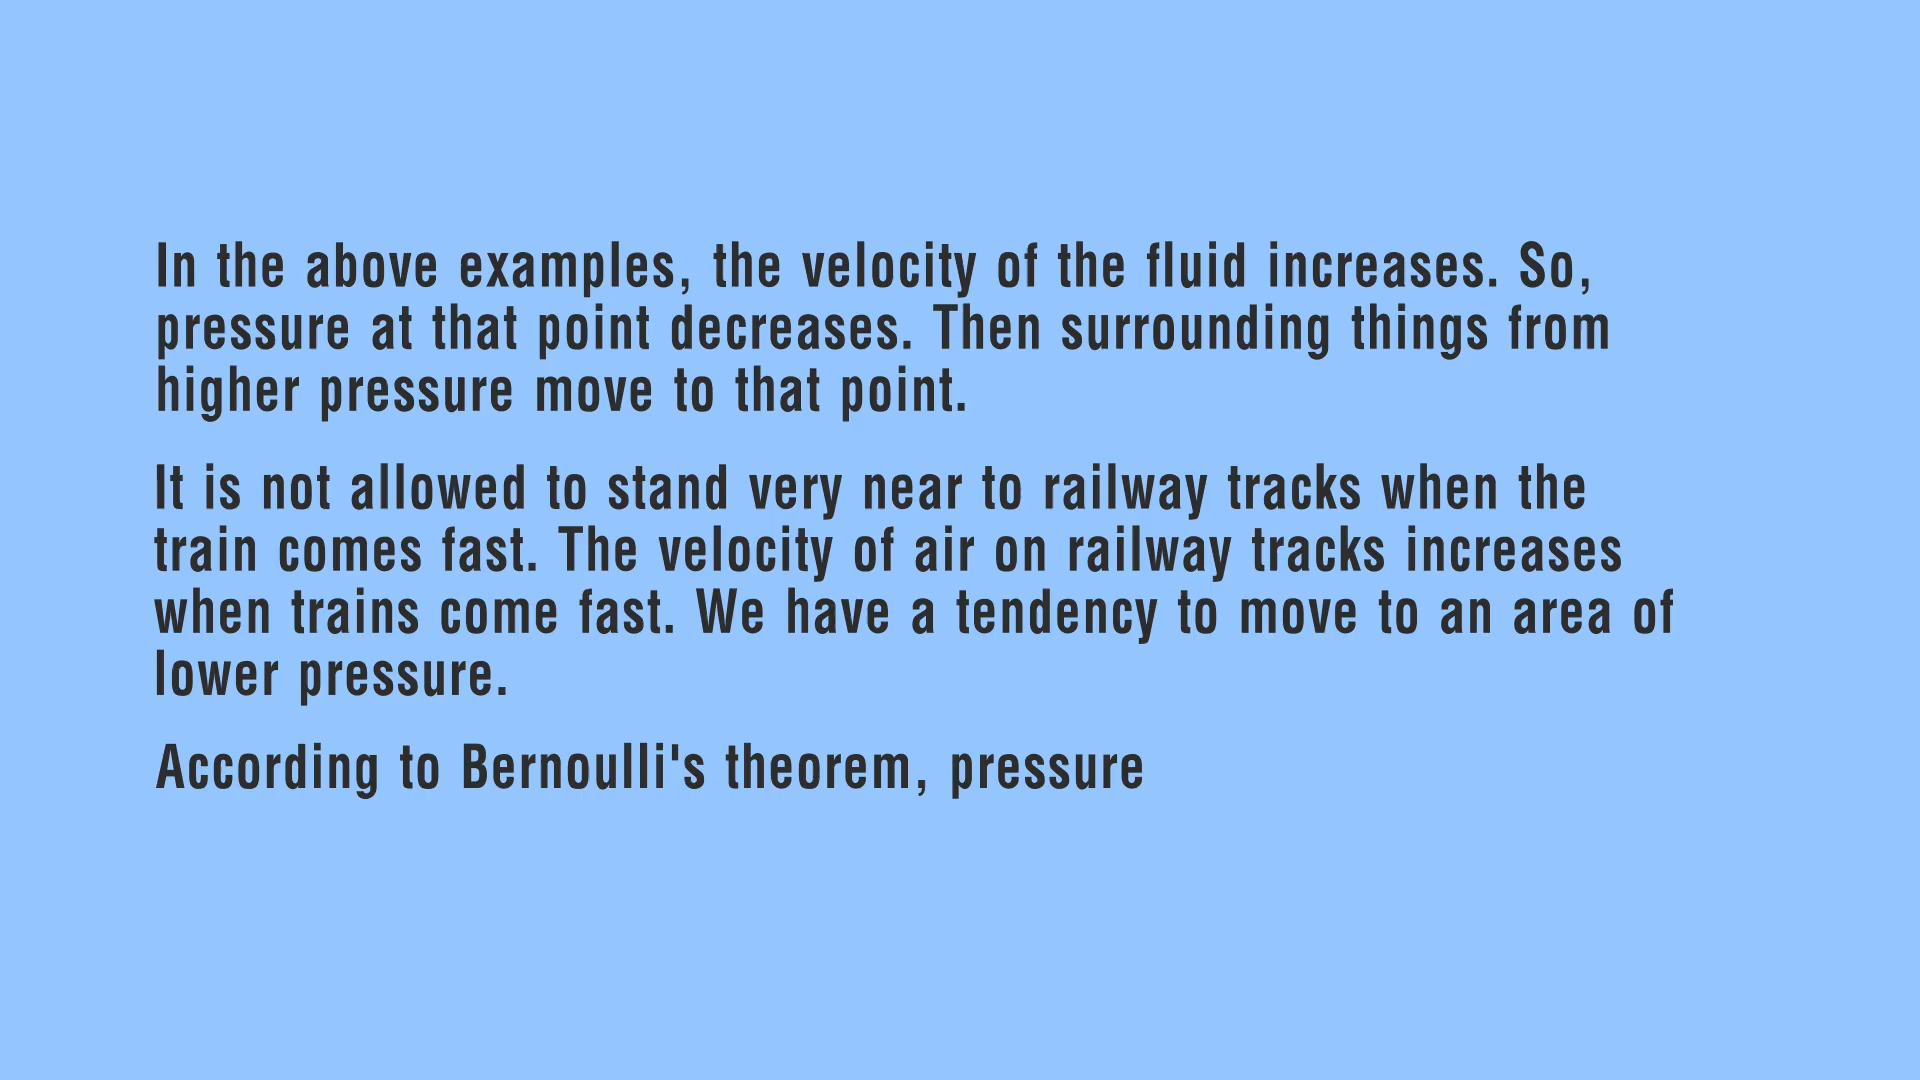 In the above examples, the velocity of the fluid increases. So,
pressure at that point decreases. Then surrounding things from
higher pressure move to that point.
It is not allowed to stand very near to railway tracks when the
train comes fast. The velocity of air on railway tracks increases
when trains come fast. We have a tendency to move to an area of
lower pressure.
According to Bernoulli's theorem, pressure